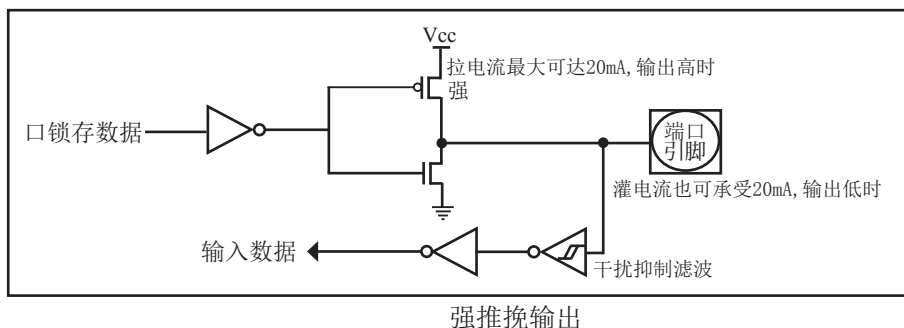 Vcc
拉电流最大可达20mA,输出高时
强
口锁存数据
端口
引脚
灌电流也可承受20mA,输出低时
输入数据
干扰抑制滤波
强推挽输出